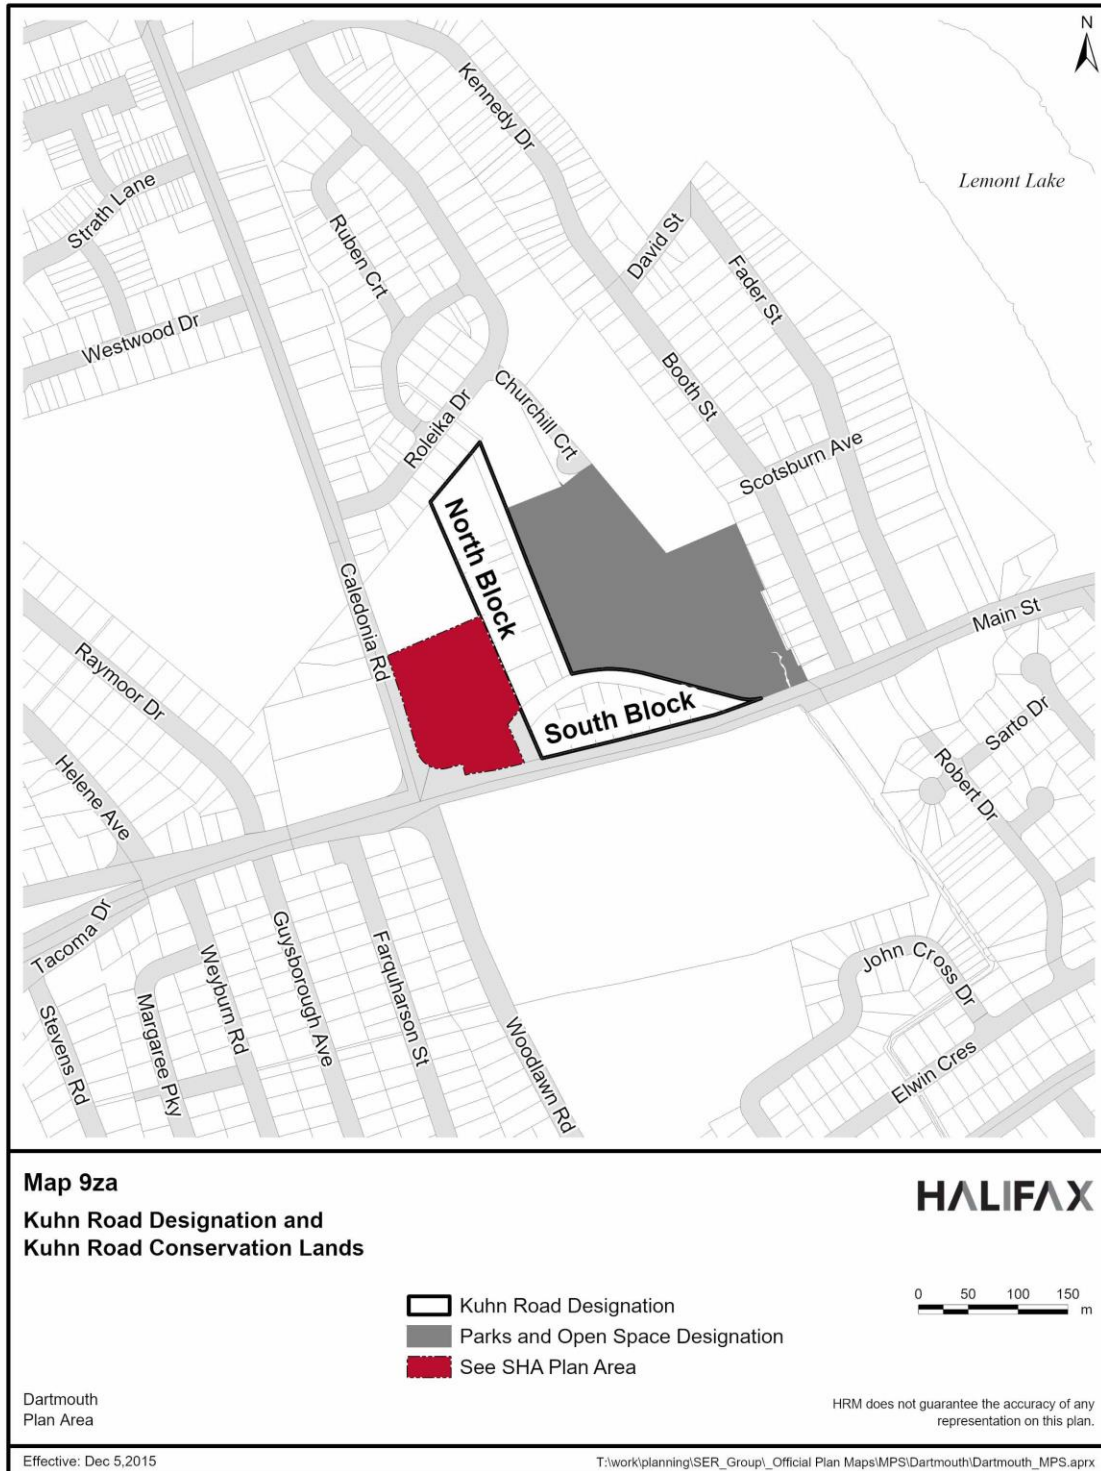 N
Kennedy Dr
Lemont Lake
Strath Lane
David St
Ruben Crt
Fader St
Westwood Dr
Booth St
Churchill Crt
Roleika Dr
Scotsburn Ave
North Block
Caledonia Rd
Main St
Raymoor Dr
South Block
Sarto Dr
Helene Ave
Robert Dr
Tacoma Dr
Guysborough Ave
Farquharson St
Weyburn Rd
John Cross Dr
Margaree Pky
Stevens Rd
Woodlawn Rd
Elwin Cres
Map 9za
Kuhn Road Designation and
Kuhn Road Conservation Lands
HALIFAX
Kuhn Road Designation
Parks and Open Space Designation
See SHA Plan Area
0 50 100 150
m
Dartmouth
Plan Area
HRM does not guarantee the accuracy of any
representation on this plan.
Effective: Dec 5,2015
T:\work\planning\SER_Group\_Official Plan Maps\MPS\Dartmouth\Dartmouth_MPS.aprx